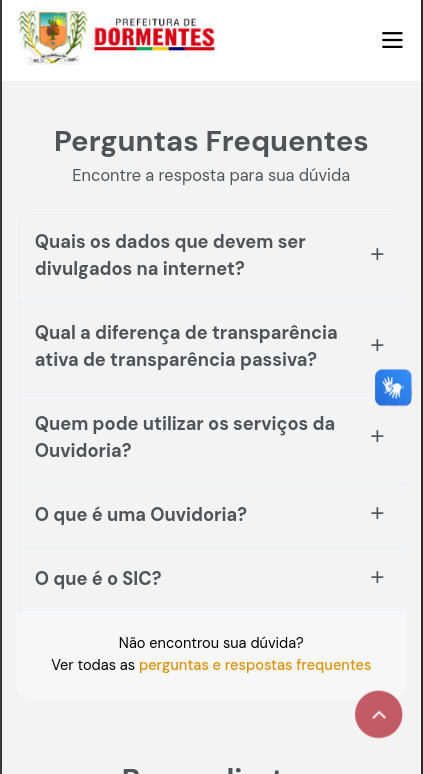 PREFEITURA DE
DORMENTES
Perguntas Frequentes
Encontre a resposta para sua dúvida
Quais os dados que devem ser
divulgados na internet?
Qual a diferença de transparência
ativa de transparência passiva?
Quem pode utilizar os serviços da
Ouvidoria?
O que é uma Ouvidoria?
O que é o SIC?
Não encontrou sua dúvida?
Ver todas as perguntas e respostas frequentes